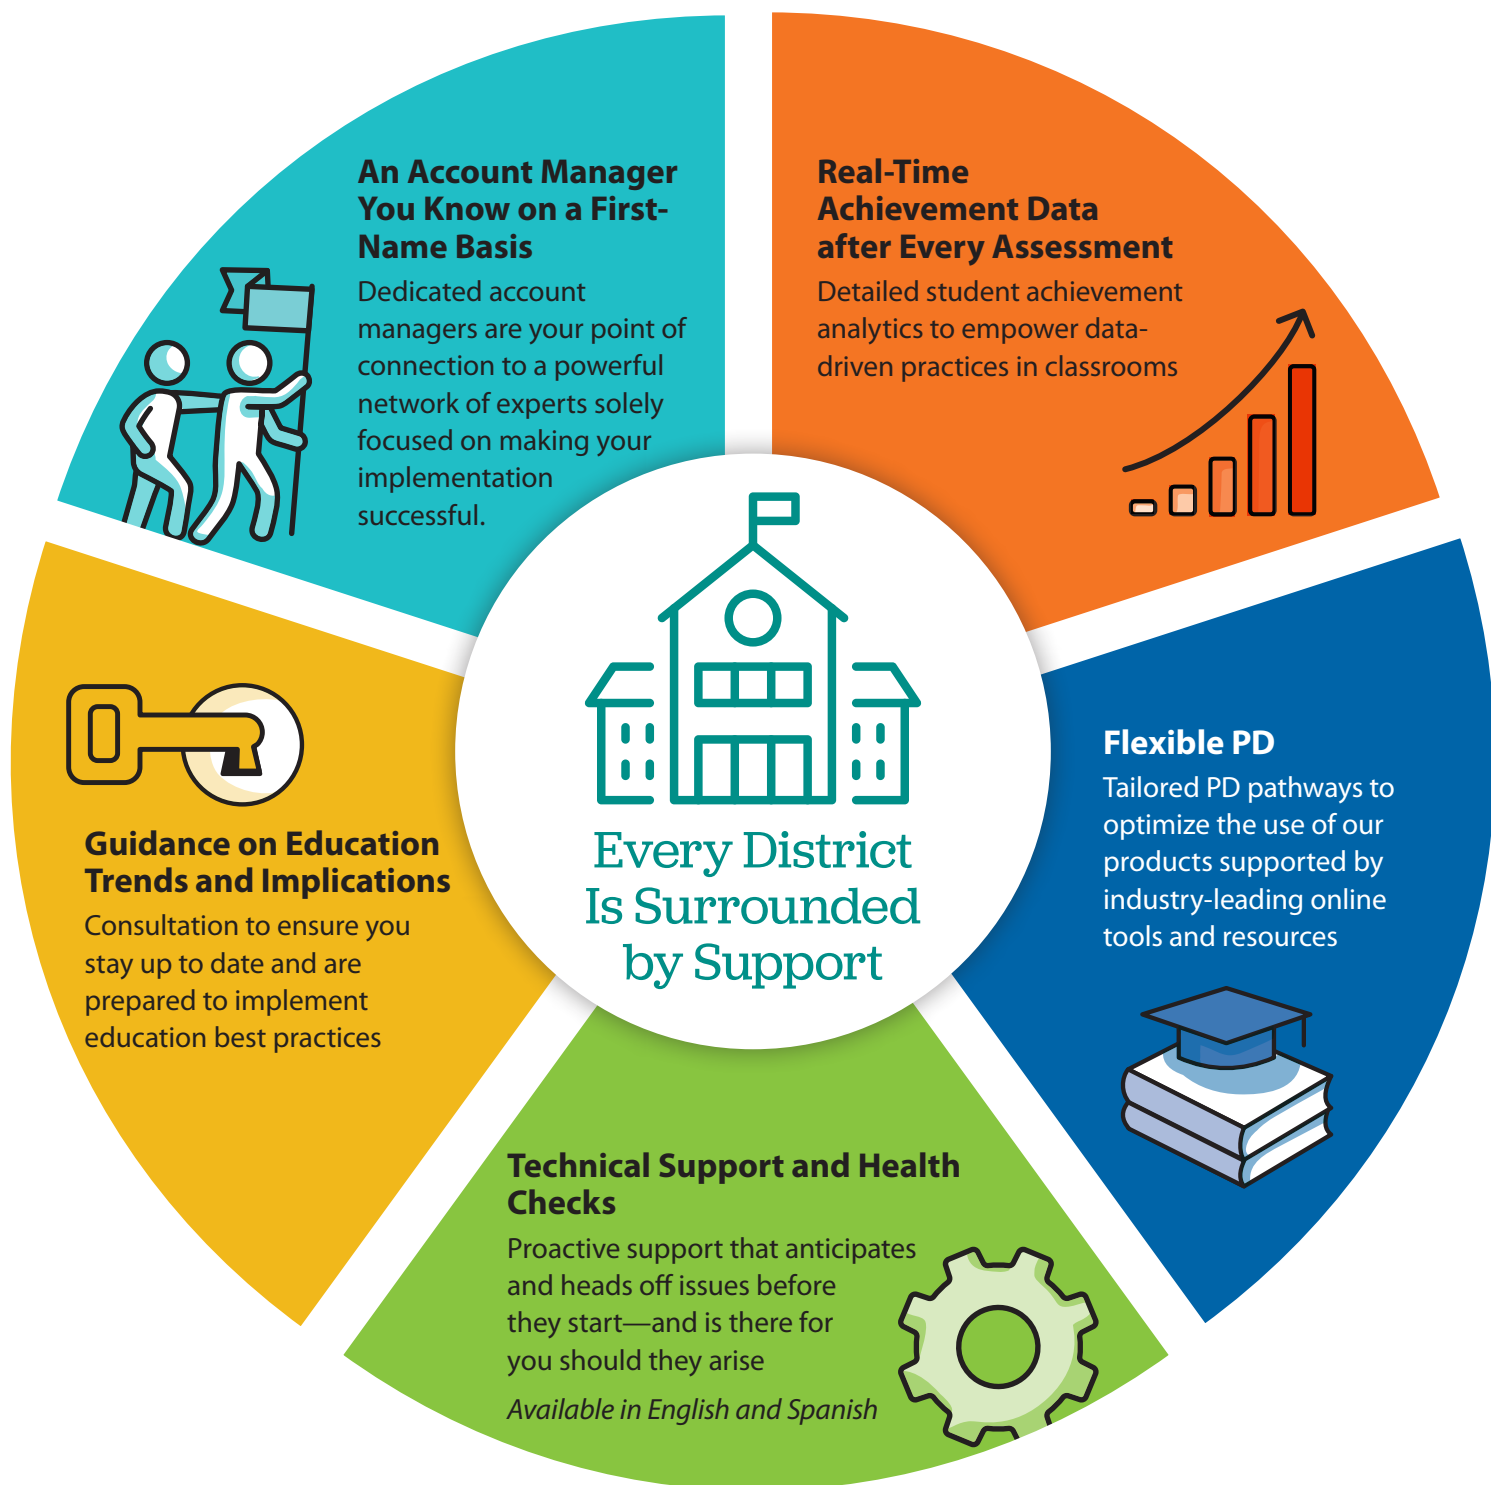 An Account Manager
You Know on a First-
Name Basis
Dedicated account
managers are your point of
connection to a powerful
network of experts solely
focused on making your
implementation
successful.
Real-Time
Achievement Data
after Every Assessment
Detailed student achievement
analytics to empower data-
driven practices in classrooms
Flexible PD
Tailored PD pathways to
optimize the use of our
products supported by
industry-leading online
tools and resources
Technical Support and Health
Checks
Proactive support that anticipates
and heads off issues before
they start—and is there for
you should they arise
Available in English and Spanish
Guidance on Education
Trends and Implications
Consultation to ensure you
stay up to date and are
prepared to implement
education best practices
Every District
Is Surrounded
by Support